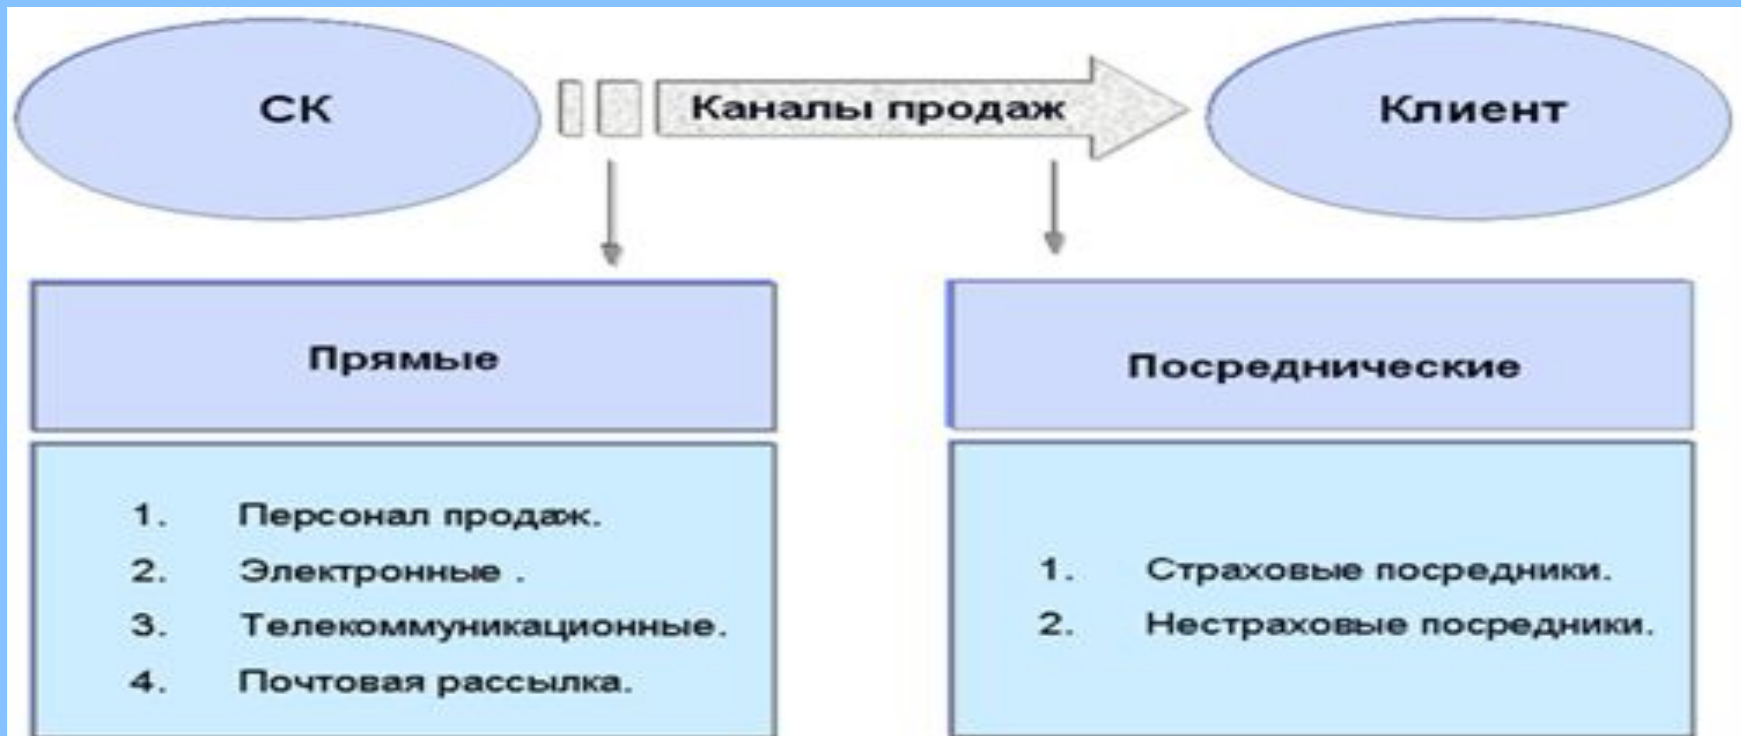 СК
Каналы продаж
Клиент
Прямые
1. Персонал продаж.
2. Электронные .
3. Телекоммуникационные.
4. Почтовая рассылка.
Посреднические
1. Страховые посредники.
2. Нестраховые посредники.